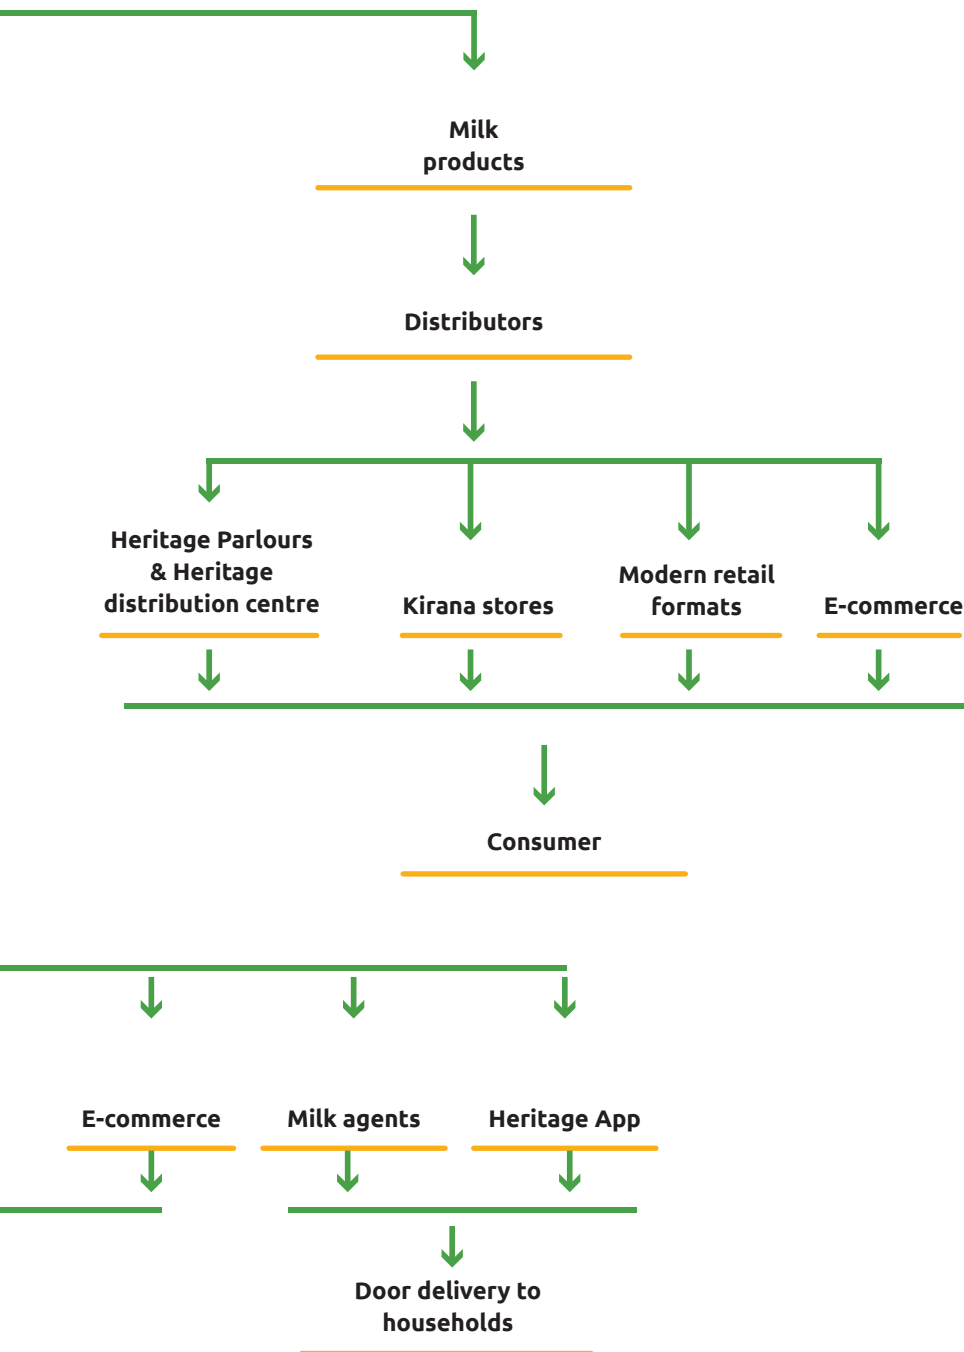 Milk
products
Distributors
Heritage Parlours
& Heritage
distribution centre
Kirana stores
Modern retail
formats
E-commerce
Consumer
E-commerce
Milk agents
Heritage App
Door delivery to
households